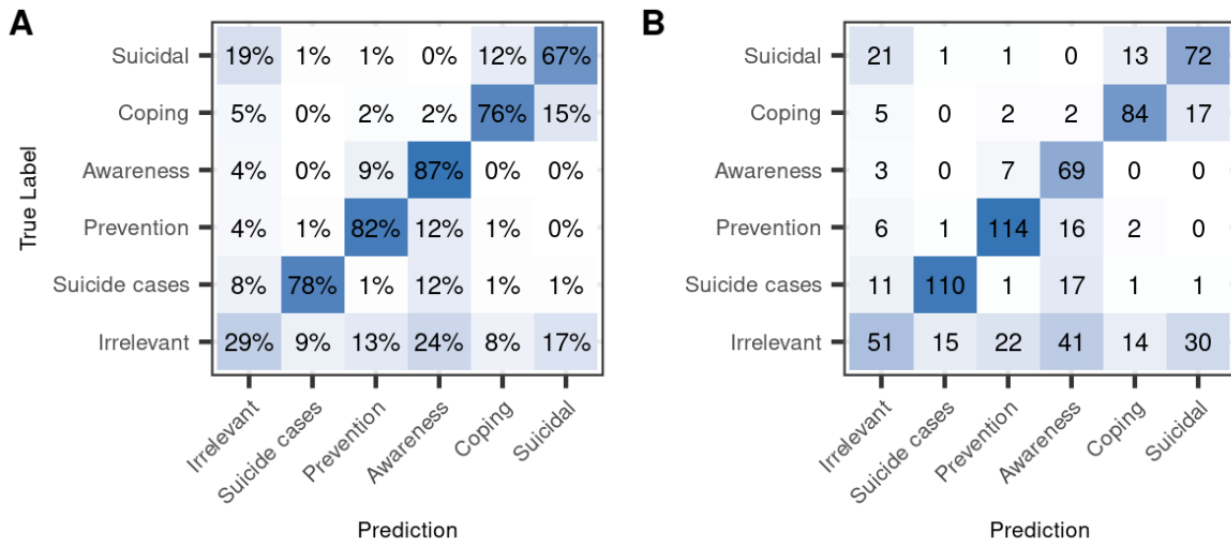 A
True Label
Suicidal 19% 1% 1% 0% 12% 67%
Coping 5% 0% 2% 2% 76% 15%
Awareness 4% 0% 9% 87% 0% 0%
Prevention 4% 1% 82% 12% 1% 0%
Suicide cases 8% 78% 1% 12% 1% 1%
Irrelevant 29% 9% 13% 24% 8% 17%
Irrelevant Suicide cases Prevention Awareness Coping Suicidal
Prediction
B
Suicidal 21 1 1 0 13 72
Coping 5 0 2 2 84 17
Awareness 3 0 7 69 0 0
Prevention 6 1 114 16 2 0
Suicide cases 11 110 1 17 1 1
Irrelevant 51 15 22 41 14 30
Irrelevant Suicide cases Prevention Awareness Coping Suicidal
Prediction